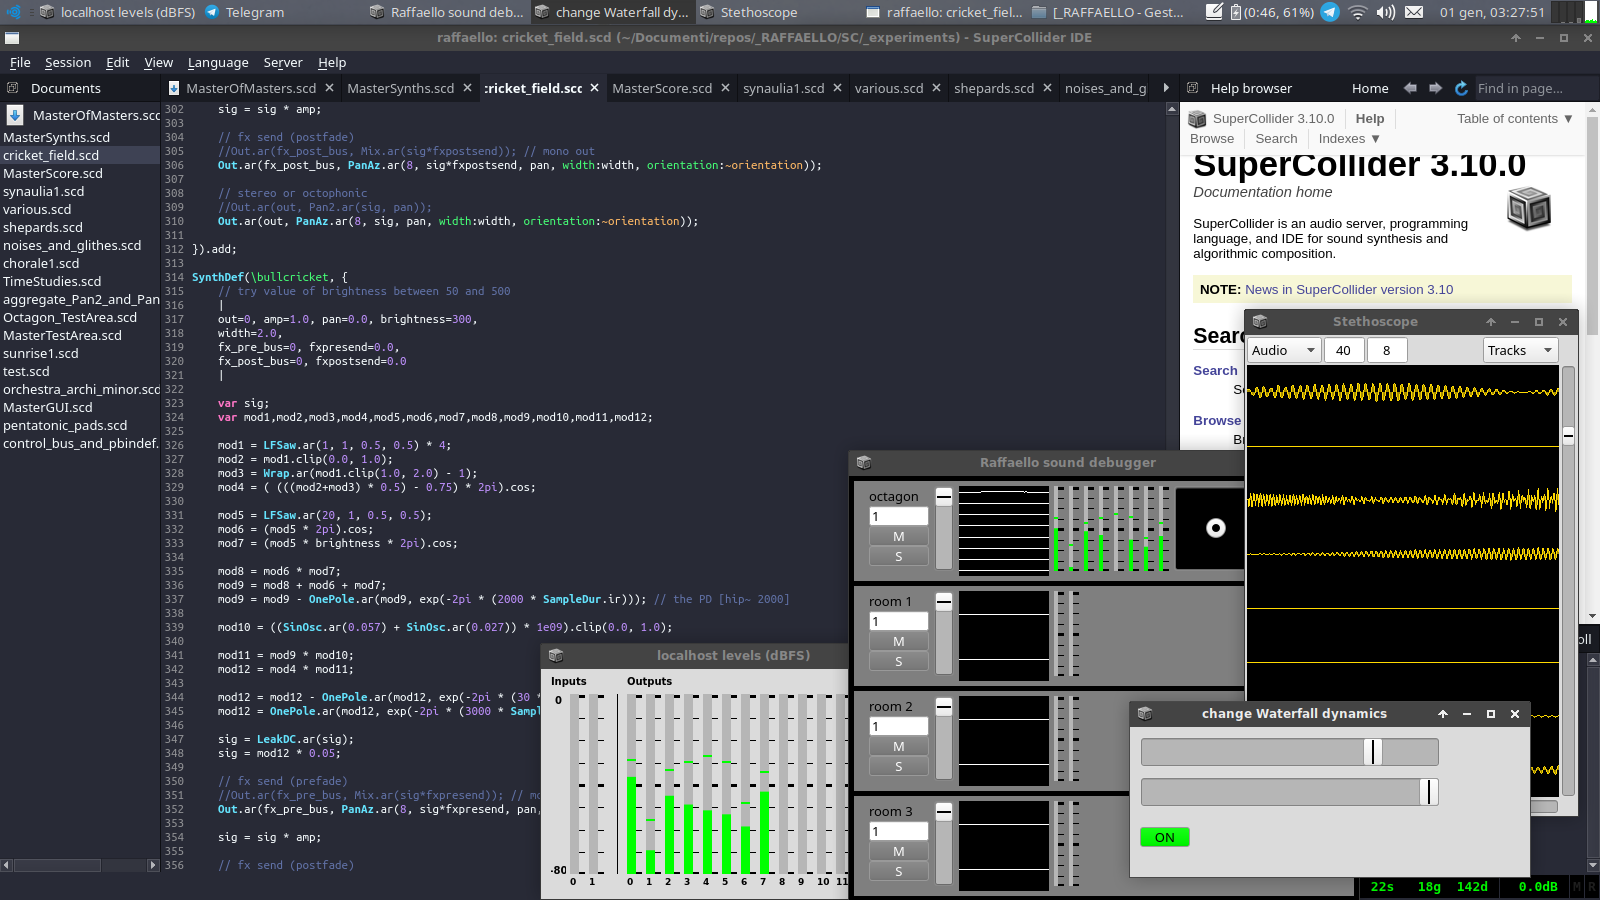 localhost levels (dBFS)
Telegram
Raffaello sound deb...
change Waterfall dy...
Stethoscope
raffaello: cricket_fiel...
[_RAFFAELLO - Gest...
(0:46, 61%)
01 gen, 03:27:51
raffaello: cricket_field.scd (~/Documenti/repos/_RAFFAELLO/SC/_experiments) - SuperCollider IDE
File Session Edit View Language Server Help
Documents
MasterOfMasters.scd
MasterSynths.scd
cricket_field.scd
MasterScore.scd
synaulia1.scd
various.scd
shepards.scd
noises_and_glithes.scd
chorale1.scd
TimeStudies.scd
aggregate_Pan2_and_Pan
Octagon_TestArea.scd
MasterTestArea.scd
sunrise1.scd
test.scd
orchestra_archi_minor.scd
MasterGUI.scd
pentatonic_pads.scd
control_bus_and_pbindef.
MasterOfMasters.scd
MasterSynths.scd
cricket_field.scd
MasterScore.scd
synaulia1.scd
various.scd
shepards.scd
noises_and_g
302 sig = sig * amp;
303
304 // fx send (postfade)
305 //Out.ar(fx_post_bus, Mix.ar(sig*fxpostsend)); // mono out
306 Out.ar(fx_post_bus, PanAz.ar(8, sig*fxpostsend, pan, width:width, orientation:~orientation));
307
308 // stereo or octophonic
309 //Out.ar(out, Pan2.ar(sig, pan));
310 Out.ar(out, PanAz.ar(8, sig, pan, width:width, orientation:~orientation));
311
312 }).add;
313
314 SynthDef(\bullcricket, {
315 // try value of brightness between 50 and 500
316 |
317 out=0, amp=1.0, pan=0.0, brightness=300,
318 width=2.0,
319 fx_pre_bus=0, fxpresend=0.0,
320 fx_post_bus=0, fxpostsend=0.0
321 |
322
323 var sig;
324 var mod1,mod2,mod3,mod4,mod5,mod6,mod7,mod8,mod9,mod10,mod11,mod12;
325
326 mod1 = LFSaw.ar(1, 1, 0.5, 0.5) * 4;
327 mod2 = mod1.clip(0.0, 1.0);
328 mod3 = Wrap.ar(mod1.clip(1.0, 2.0) - 1);
329 mod4 = ( (((mod2+mod3) * 0.5) - 0.75) * 2pi).cos;
330
331 mod5 = LFSaw.ar(20, 1, 0.5, 0.5);
332 mod6 = (mod5 * 2pi).cos;
333 mod7 = (mod5 * brightness * 2pi).cos;
334
335 mod8 = mod6 * mod7;
336 mod9 = mod8 + mod6 + mod7;
337 mod9 = mod9 - OnePole.ar(mod9, exp(-2pi * (2000 * SampleDur.ir))); // the PD [hip~ 2000]
338
339 mod10 = ((SinOsc.ar(0.057) + SinOsc.ar(0.027)) * 1e09).clip(0.0, 1.0);
340
341 mod11 = mod9 * mod10;
342 mod12 = mod4 * mod11;
343
344 mod12 = mod12 - OnePole.ar(mod12, exp(-2pi * (30 *
345 mod12 = OnePole.ar(mod12, exp(-2pi * (3000 * Samp
346
347 sig = LeakDC.ar(sig);
348 sig = mod12 * 0.05;
349
350 // fx send (prefade)
351 //Out.ar(fx_pre_bus, Mix.ar(sig*fxpresend)); // m
352 Out.ar(fx_pre_bus, PanAz.ar(8, sig*fxpresend, pan,
353
354 sig = sig * amp;
355
356 // fx send (postfade)
Help browser
Home
Find in page...
SuperCollider 3.10.0
Help
Table of contents ▼
Browse
Search
Indexes ▼
SuperCollider 3.10.0
Documentation home
SuperCollider is an audio server, programming
language, and IDE for sound synthesis and
algorithmic composition.
NOTE: News in SuperCollider version 3.10
Searc
Search
Browse
Stethoscope
Audio
40
8
Tracks
Raffaello sound debugger
octagon
1
M
S
room 1
1
M
S
room 2
1
M
S
room 3
1
M
S
localhost levels (dBFS)
Inputs
Outputs
0
-80
0 1
0 1 2 3 4 5 6 7 8 9 10 11
change Waterfall dynamics
ON
oll
22s 18g 142d 0.0dB M R